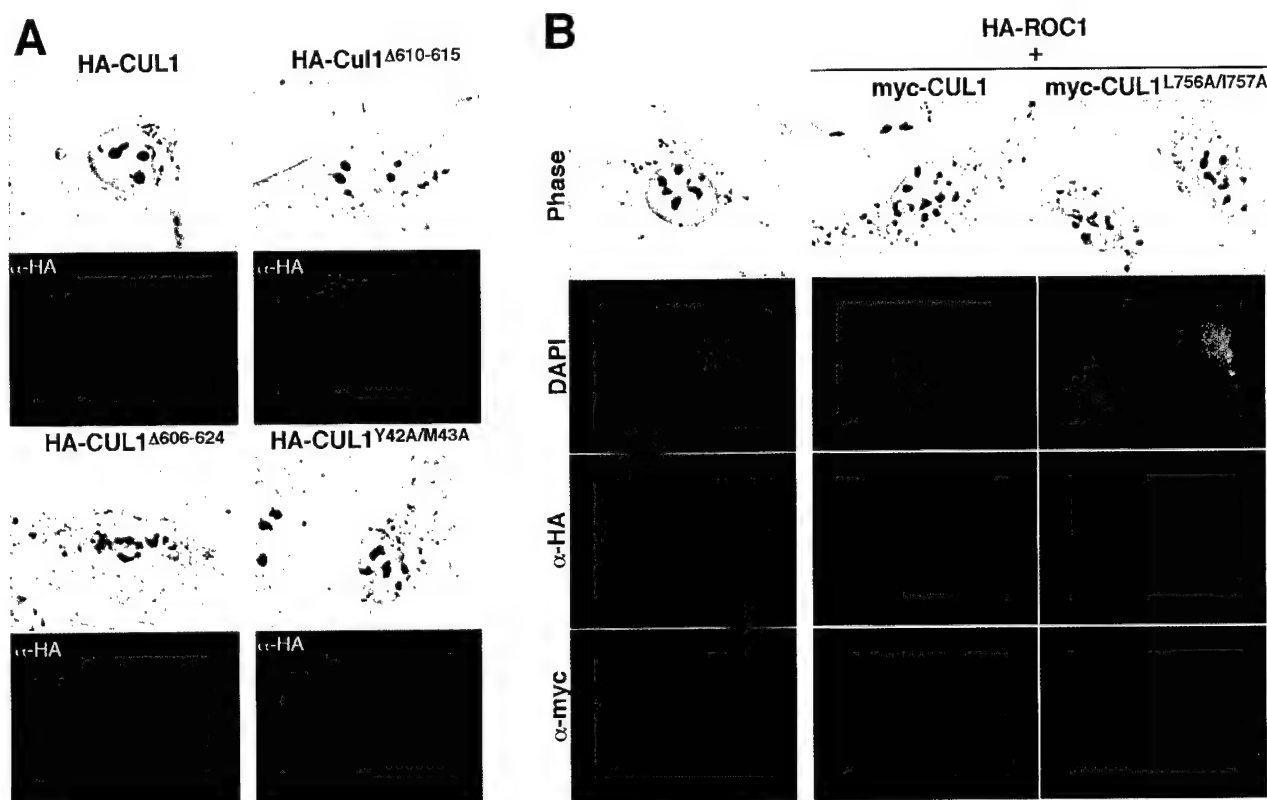 A
HA-CUL1
HA-Cul1Δ610-615
α-HA
α-HA
HA-CUL1Δ606-624
HA-CUL1Y42A/M43A
α-HA
α-HA
B
HA-ROC1
+
myc-CUL1
myc-CUL1L756A/I757A
Phase
DAPI
α-HA
α-myc